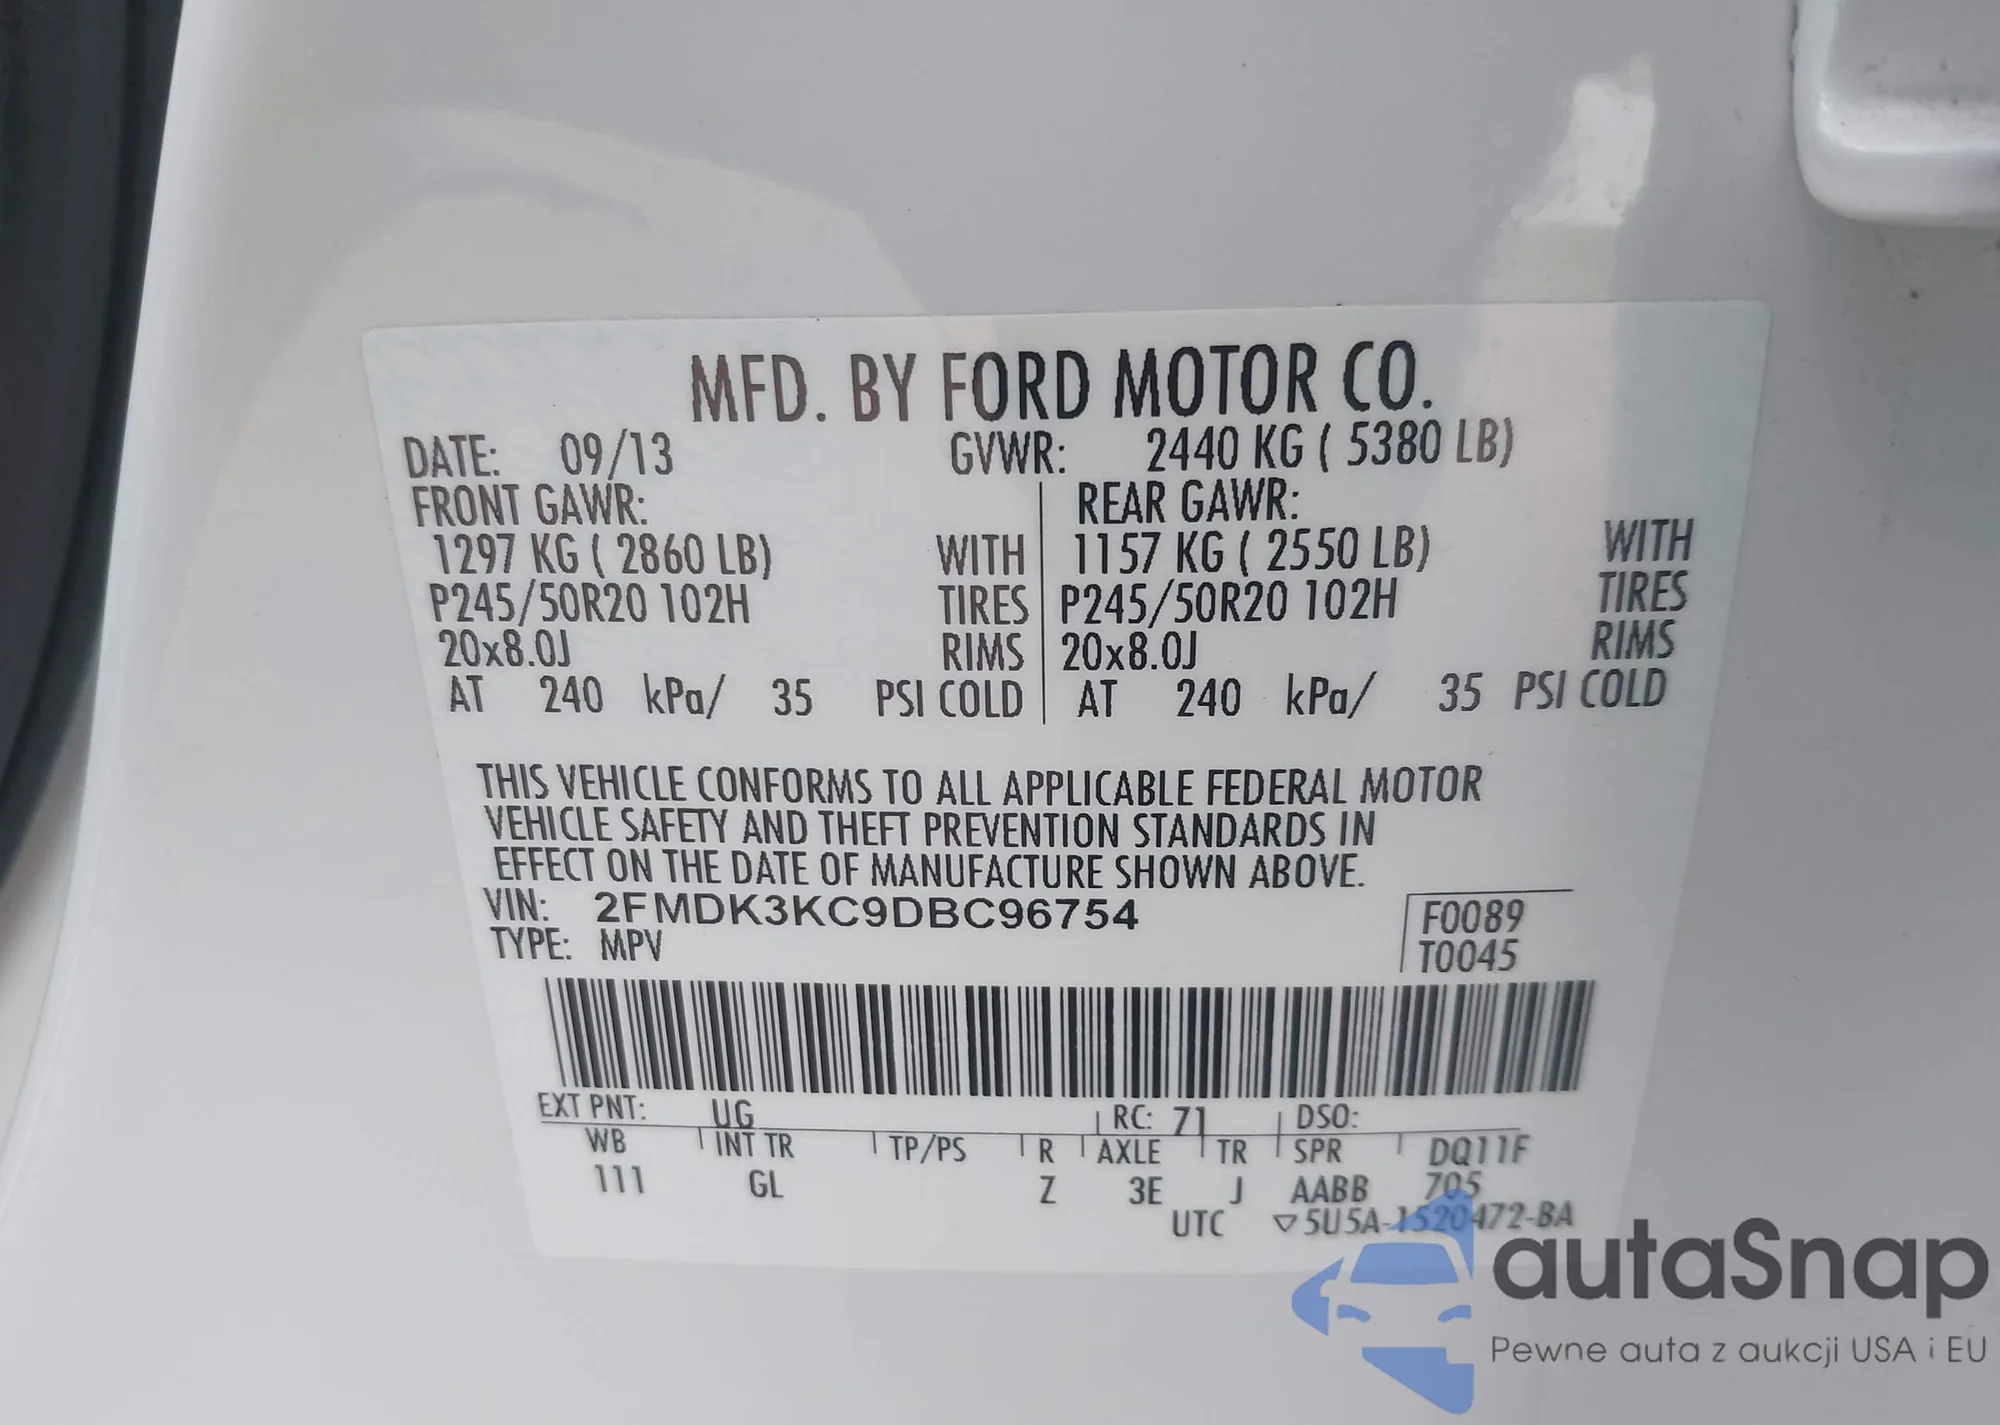 MFD. BY FORD MOTOR CO.
DATE: 09/13 GVWR: 2440 KG ( 5380 LB)
FRONT GAWR: REAR GAWR:
1297 KG ( 2860 LB) WITH 1157 KG ( 2550 LB) WITH
P245/50R20 102H TIRES P245/50R20 102H TIRES
20x8.0J RIMS 20x8.0J RIMS
AT 240 kPa/ 35 PSI COLD AT 240 kPa/ 35 PSI COLD
THIS VEHICLE CONFORMS TO ALL APPLICABLE FEDERAL MOTOR
VEHICLE SAFETY AND THEFT PREVENTION STANDARDS IN
EFFECT ON THE DATE OF MANUFACTURE SHOWN ABOVE.
VIN: 2FMDK3KC9DBC96754 F0089
TYPE: MPV T0045
EXT PNT: UG RC: 71 DSO:
WB INT TR TP/PS R AXLE TR SPR DQ11F
111 GL Z 3E J AABB 705
UTC ▽5U5A-1520472-BA
autaSnap
Pewne auta z aukcji USA i EU